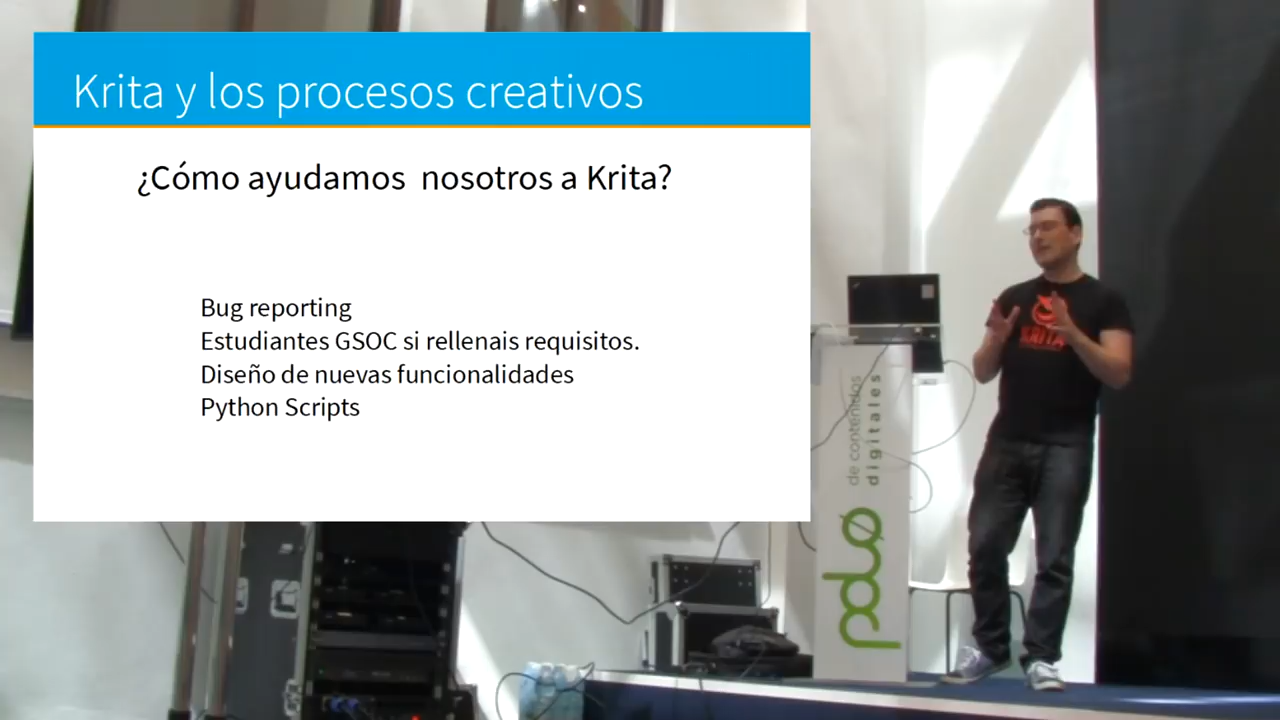 Krita y los procesos creativos
¿Cómo ayudamos  nosotros a Krita?
Bug reporting
Estudiantes GSOC si rellenais requisitos.
Diseño de nuevas funcionalidades
Python Scripts
KRITA
de contenidos
digitales